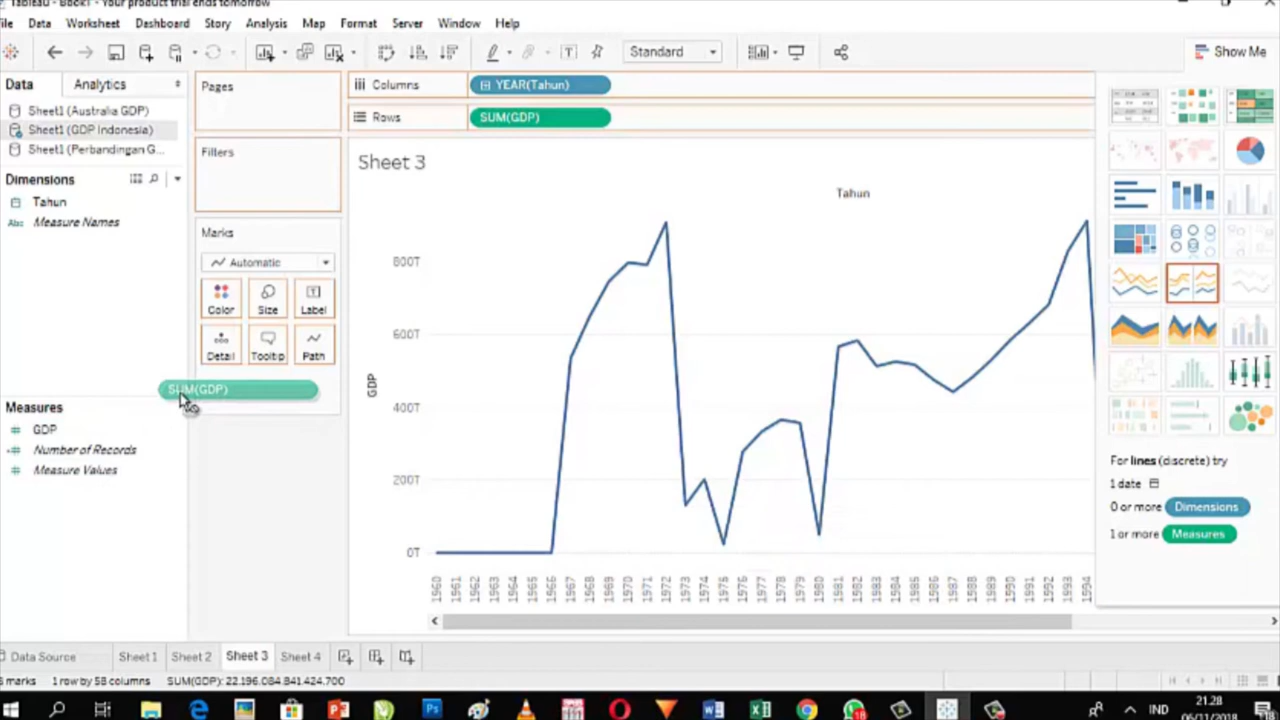 Tableau - Book1 - Your product trial ends tomorrow
File Data Worksheet Dashboard Story Analysis Map Format Server Window Help
Standard
Show Me
Data Analytics
Sheet1 (Australia GDP)
Sheet1 (GDP Indonesia)
Sheet1 (Perbandingan G...
Dimensions
Tahun
Abc Measure Names
Measures
GDP
Number of Records
Measure Values
Pages
Filters
Marks
Automatic
Color Size Label
Detail Tooltip Path
SUM(GDP)
Columns YEAR(Tahun)
Rows SUM(GDP)
Sheet 3
Tahun
GDP
800T
600T
400T
200T
0T
1960 1961 1962 1963 1964 1965 1966 1967 1968 1969 1970 1971 1972 1973 1974 1975 1976 1977 1978 1979 1980 1981 1982 1983 1984 1985 1986 1987 1988 1989 1990 1991 1992 1993 1994
For lines (discrete) try
1 date
0 or more Dimensions
1 or more Measures
Data Source Sheet 1 Sheet 2 Sheet 3 Sheet 4
marks 1 row by 58 columns SUM(GDP): 22.196.084.841.424.700
IND
21.28
06/11/2018